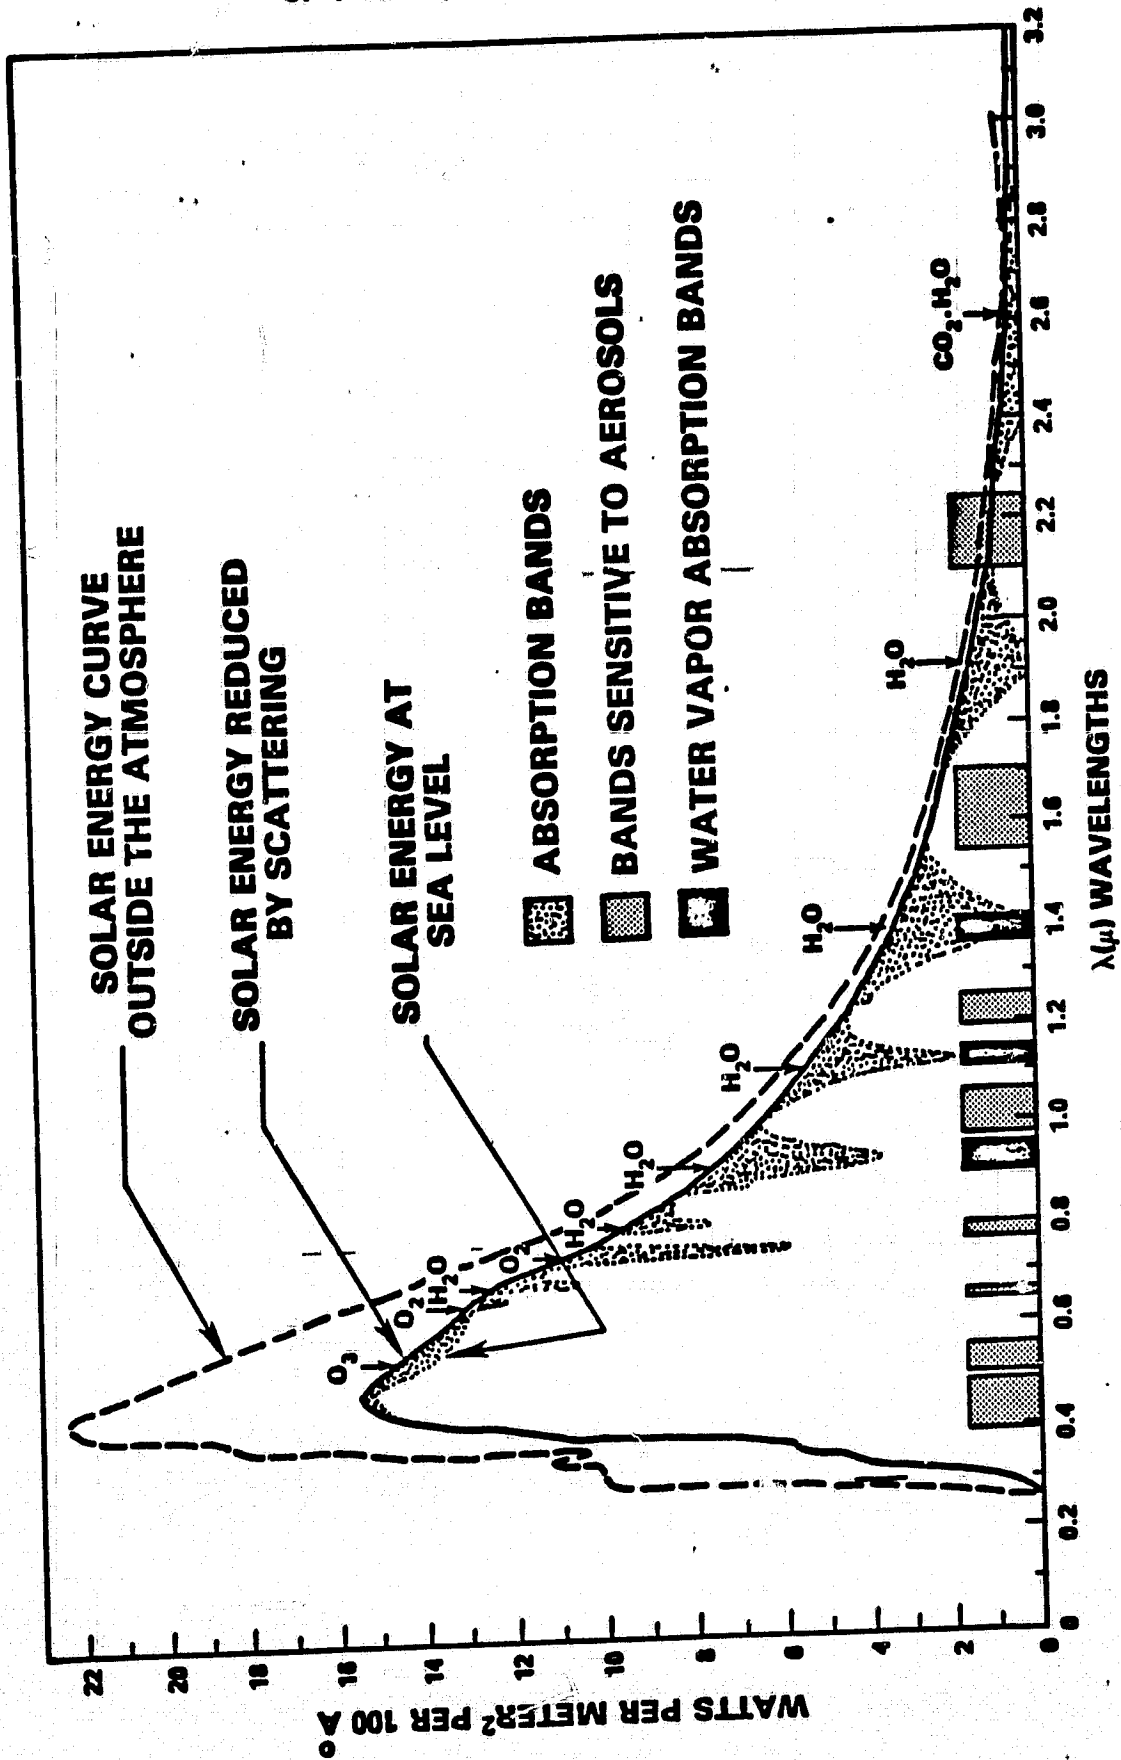 SOLAR ENERGY CURVE
OUTSIDE THE ATMOSPHERE
SOLAR ENERGY REDUCED
BY SCATTERING
SOLAR ENERGY AT
SEA LEVEL
ABSORPTION BANDS
BANDS SENSITIVE TO AEROSOLS
WATER VAPOR ABSORPTION BANDS
O₃
O₂
H₂O
O₂
H₂O
H₂O
H₂O
H₂O
H₂O
CO₂.H₂O
WATTS PER METER² PER 100 Å
22
20
18
16
14
12
10
8
6
4
2
0
0 0.2 0.4 0.6 0.8 1.0 1.2 1.4 1.6 1.8 2.0 2.2 2.4 2.6 2.8 3.0 3.2
λ(μ) WAVELENGTHS